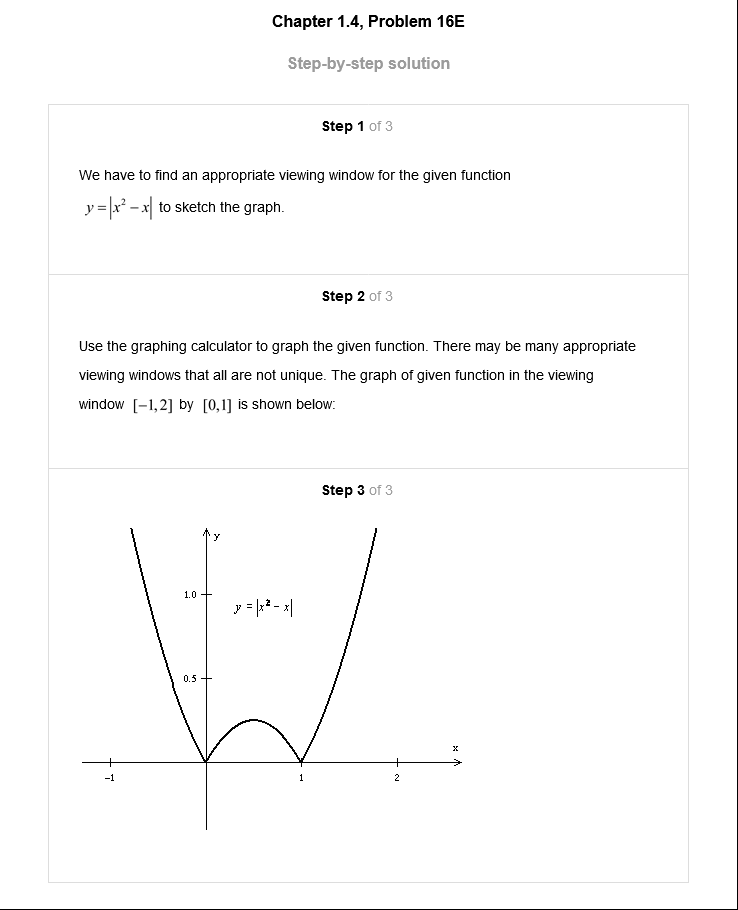 Chapter 1.4, Problem 16E
Step-by-step solution
Step 1 of 3
We have to find an appropriate viewing window for the given function
y = |x² − x| to sketch the graph.
Step 2 of 3
Use the graphing calculator to graph the given function. There may be many appropriate
viewing windows that all are not unique. The graph of given function in the viewing
window [−1,2] by [0,1] is shown below:
Step 3 of 3
y
1.0
y = |x² − x|
0.5
x
−1
1
2